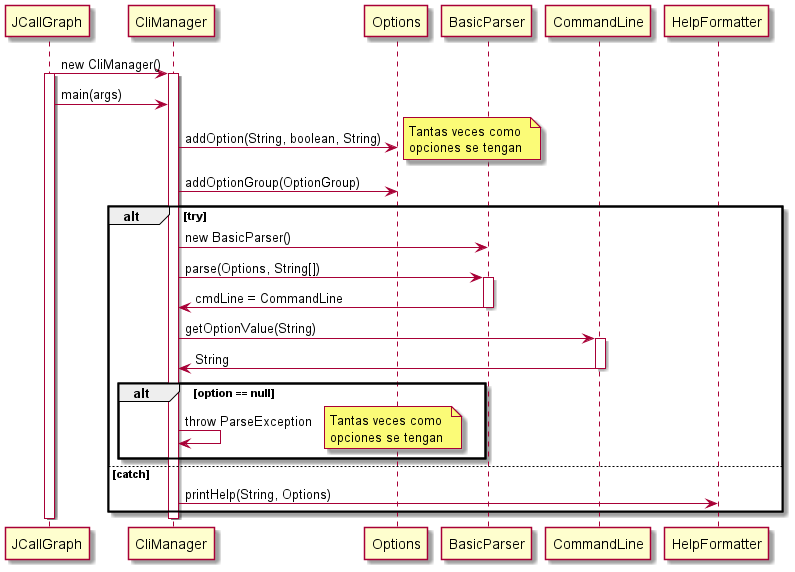 JCallGraph
CliManager
Options
BasicParser
CommandLine
HelpFormatter
new CliManager()
main(args)
addOption(String, boolean, String)
Tantas veces como
opciones se tengan
addOptionGroup(OptionGroup)
alt
[try]
new BasicParser()
parse(Options, String[])
cmdLine = CommandLine
getOptionValue(String)
String
alt
[option == null]
throw ParseException
Tantas veces como
opciones se tengan
[catch]
printHelp(String, Options)
JCallGraph
CliManager
Options
BasicParser
CommandLine
HelpFormatter